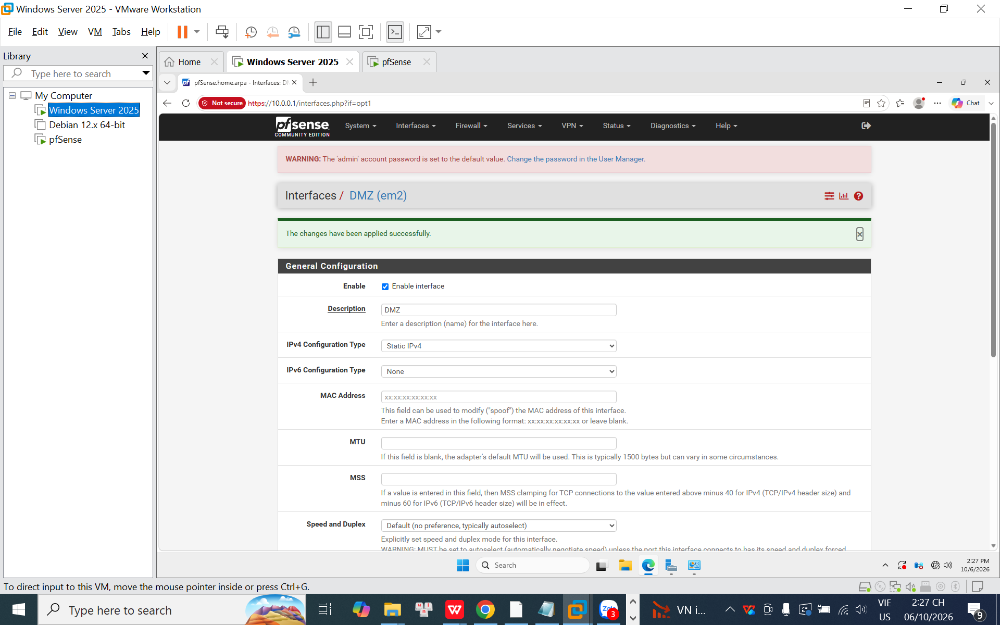 Windows Server 2025 - VMware Workstation
File Edit View VM Tabs Help
Library
Type here to search
My Computer
Windows Server 2025
Debian 12.x 64-bit
pfSense
Home
Windows Server 2025
pfSense
pfSense.home.arpa - Interfaces: DM
Not secure https://10.0.0.1/interfaces.php?if=opt1
Chat
pfsense
COMMUNITY EDITION
System Interfaces Firewall Services VPN Status Diagnostics Help
WARNING: The 'admin' account password is set to the default value. Change the password in the User Manager.
Interfaces / DMZ (em2)
The changes have been applied successfully.
General Configuration
Enable Enable interface
Description DMZ
Enter a description (name) for the interface here.
IPv4 Configuration Type Static IPv4
IPv6 Configuration Type None
MAC Address xx:xx:xx:xx:xx:xx
This field can be used to modify ("spoof") the MAC address of this interface.
Enter a MAC address in the following format: xx:xx:xx:xx:xx:xx or leave blank.
MTU
If this field is blank, the adapter's default MTU will be used. This is typically 1500 bytes but can vary in some circumstances.
MSS
If a value is entered in this field, then MSS clamping for TCP connections to the value entered above minus 40 for IPv4 (TCP/IPv4 header size) and
minus 60 for IPv6 (TCP/IPv6 header size) will be in effect.
Speed and Duplex Default (no preference, typically autoselect)
Explicitly set speed and duplex mode for this interface.
WARNING: MUST be set to autoselect (automatically negotiate speed) unless the port this interface connects to has its speed and duplex forced.
Search
2:27 PM
10/6/2026
To direct input to this VM, move the mouse pointer inside or press Ctrl+G.
Type here to search
Zalo
3
VN i...
VIE
US
2:27 CH
06/10/2026
9